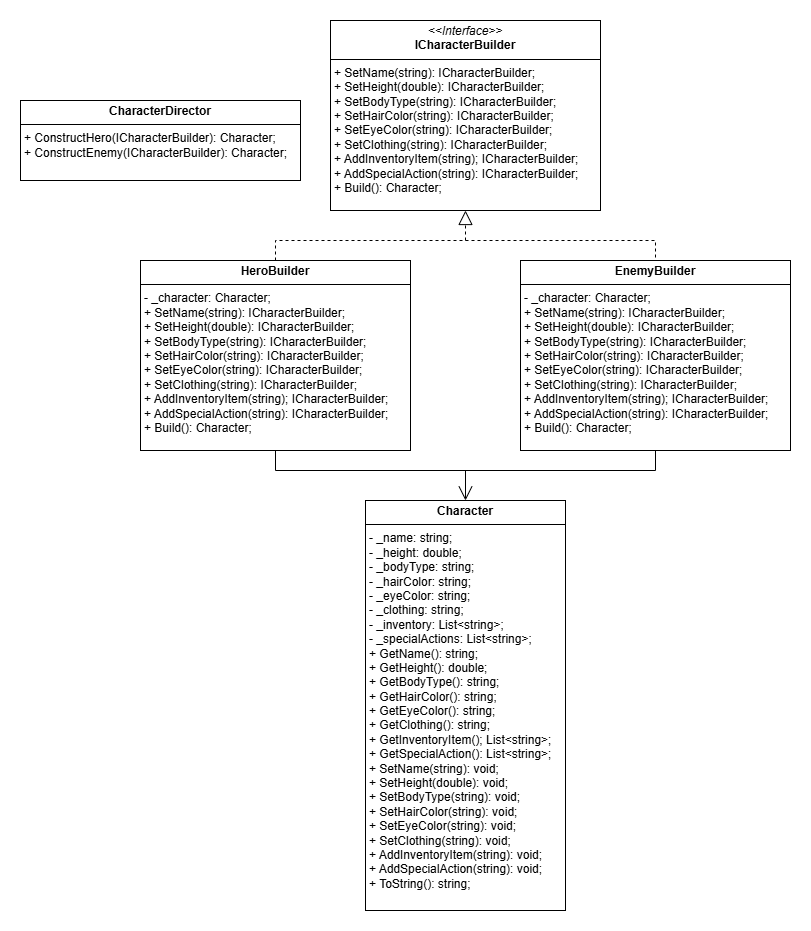 <<Interface>>
ICharacterBuilder
+ SetName(string): ICharacterBuilder;
+ SetHeight(double): ICharacterBuilder;
+ SetBodyType(string): ICharacterBuilder;
+ SetHairColor(string): ICharacterBuilder;
+ SetEyeColor(string): ICharacterBuilder;
+ SetClothing(string): ICharacterBuilder;
+ AddInventoryItem(string); ICharacterBuilder;
+ AddSpecialAction(string): ICharacterBuilder;
+ Build(): Character;
CharacterDirector
+ ConstructHero(ICharacterBuilder): Character;
+ ConstructEnemy(ICharacterBuilder): Character;
HeroBuilder
- _character: Character;
+ SetName(string): ICharacterBuilder;
+ SetHeight(double): ICharacterBuilder;
+ SetBodyType(string): ICharacterBuilder;
+ SetHairColor(string): ICharacterBuilder;
+ SetEyeColor(string): ICharacterBuilder;
+ SetClothing(string): ICharacterBuilder;
+ AddInventoryItem(string); ICharacterBuilder;
+ AddSpecialAction(string): ICharacterBuilder;
+ Build(): Character;
EnemyBuilder
- _character: Character;
+ SetName(string): ICharacterBuilder;
+ SetHeight(double): ICharacterBuilder;
+ SetBodyType(string): ICharacterBuilder;
+ SetHairColor(string): ICharacterBuilder;
+ SetEyeColor(string): ICharacterBuilder;
+ SetClothing(string): ICharacterBuilder;
+ AddInventoryItem(string); ICharacterBuilder;
+ AddSpecialAction(string): ICharacterBuilder;
+ Build(): Character;
Character
- _name: string;
- _height: double;
- _bodyType: string;
- _hairColor: string;
- _eyeColor: string;
- _clothing: string;
- _inventory: List<string>;
- _specialActions: List<string>;
+ GetName(): string;
+ GetHeight(): double;
+ GetBodyType(): string;
+ GetHairColor(): string;
+ GetEyeColor(): string;
+ GetClothing(): string;
+ GetInventoryItem(); List<string>;
+ GetSpecialAction(): List<string>;
+ SetName(string): void;
+ SetHeight(double): void;
+ SetBodyType(string): void;
+ SetHairColor(string): void;
+ SetEyeColor(string): void;
+ SetClothing(string): void;
+ AddInventoryItem(string): void;
+ AddSpecialAction(string): void;
+ ToString(): string;